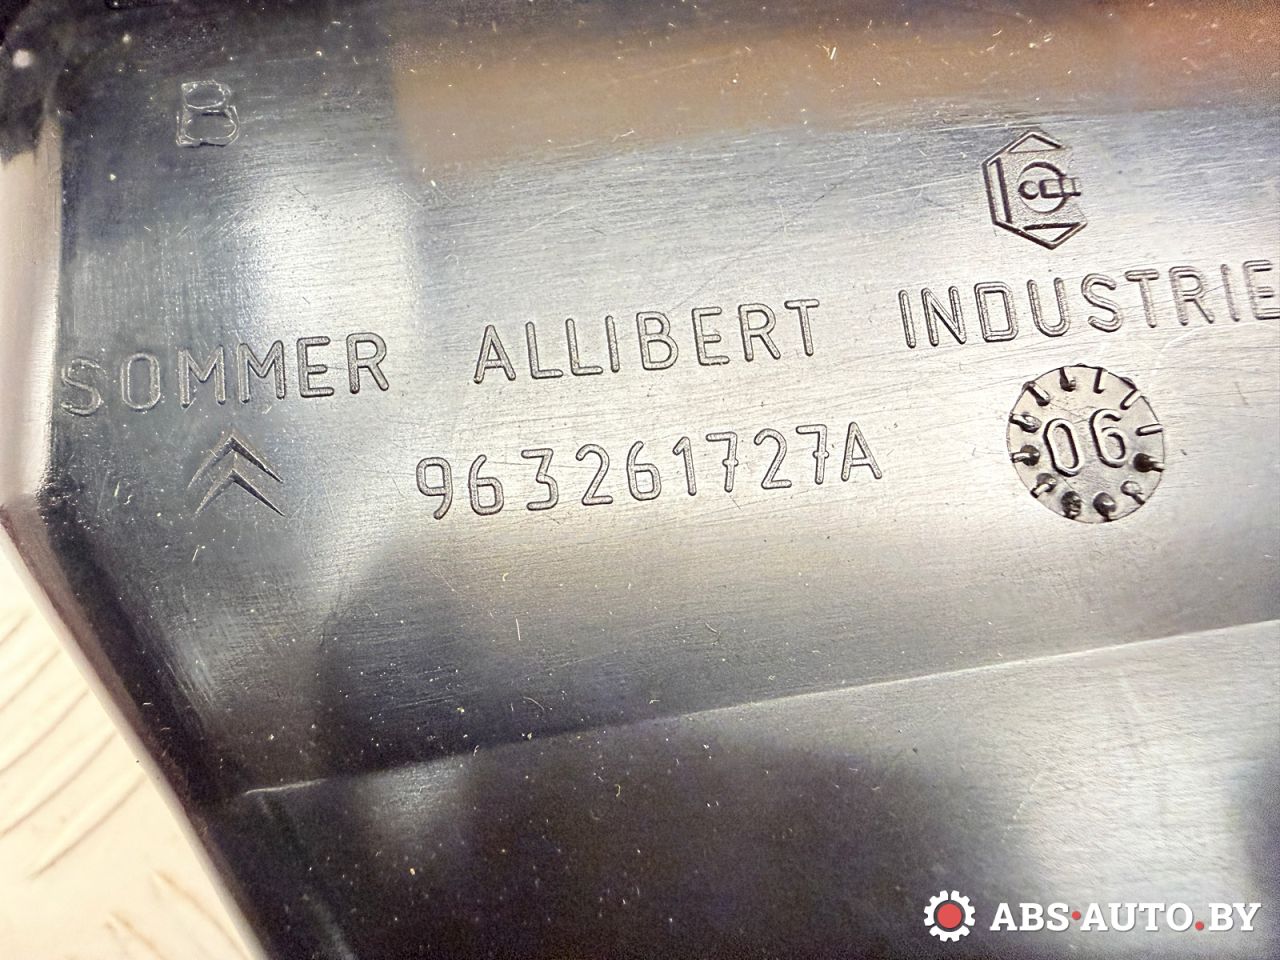 B
SOMMER ALLIBERT INDUSTRIE
963261727A
06
ABS·AUTO.BY